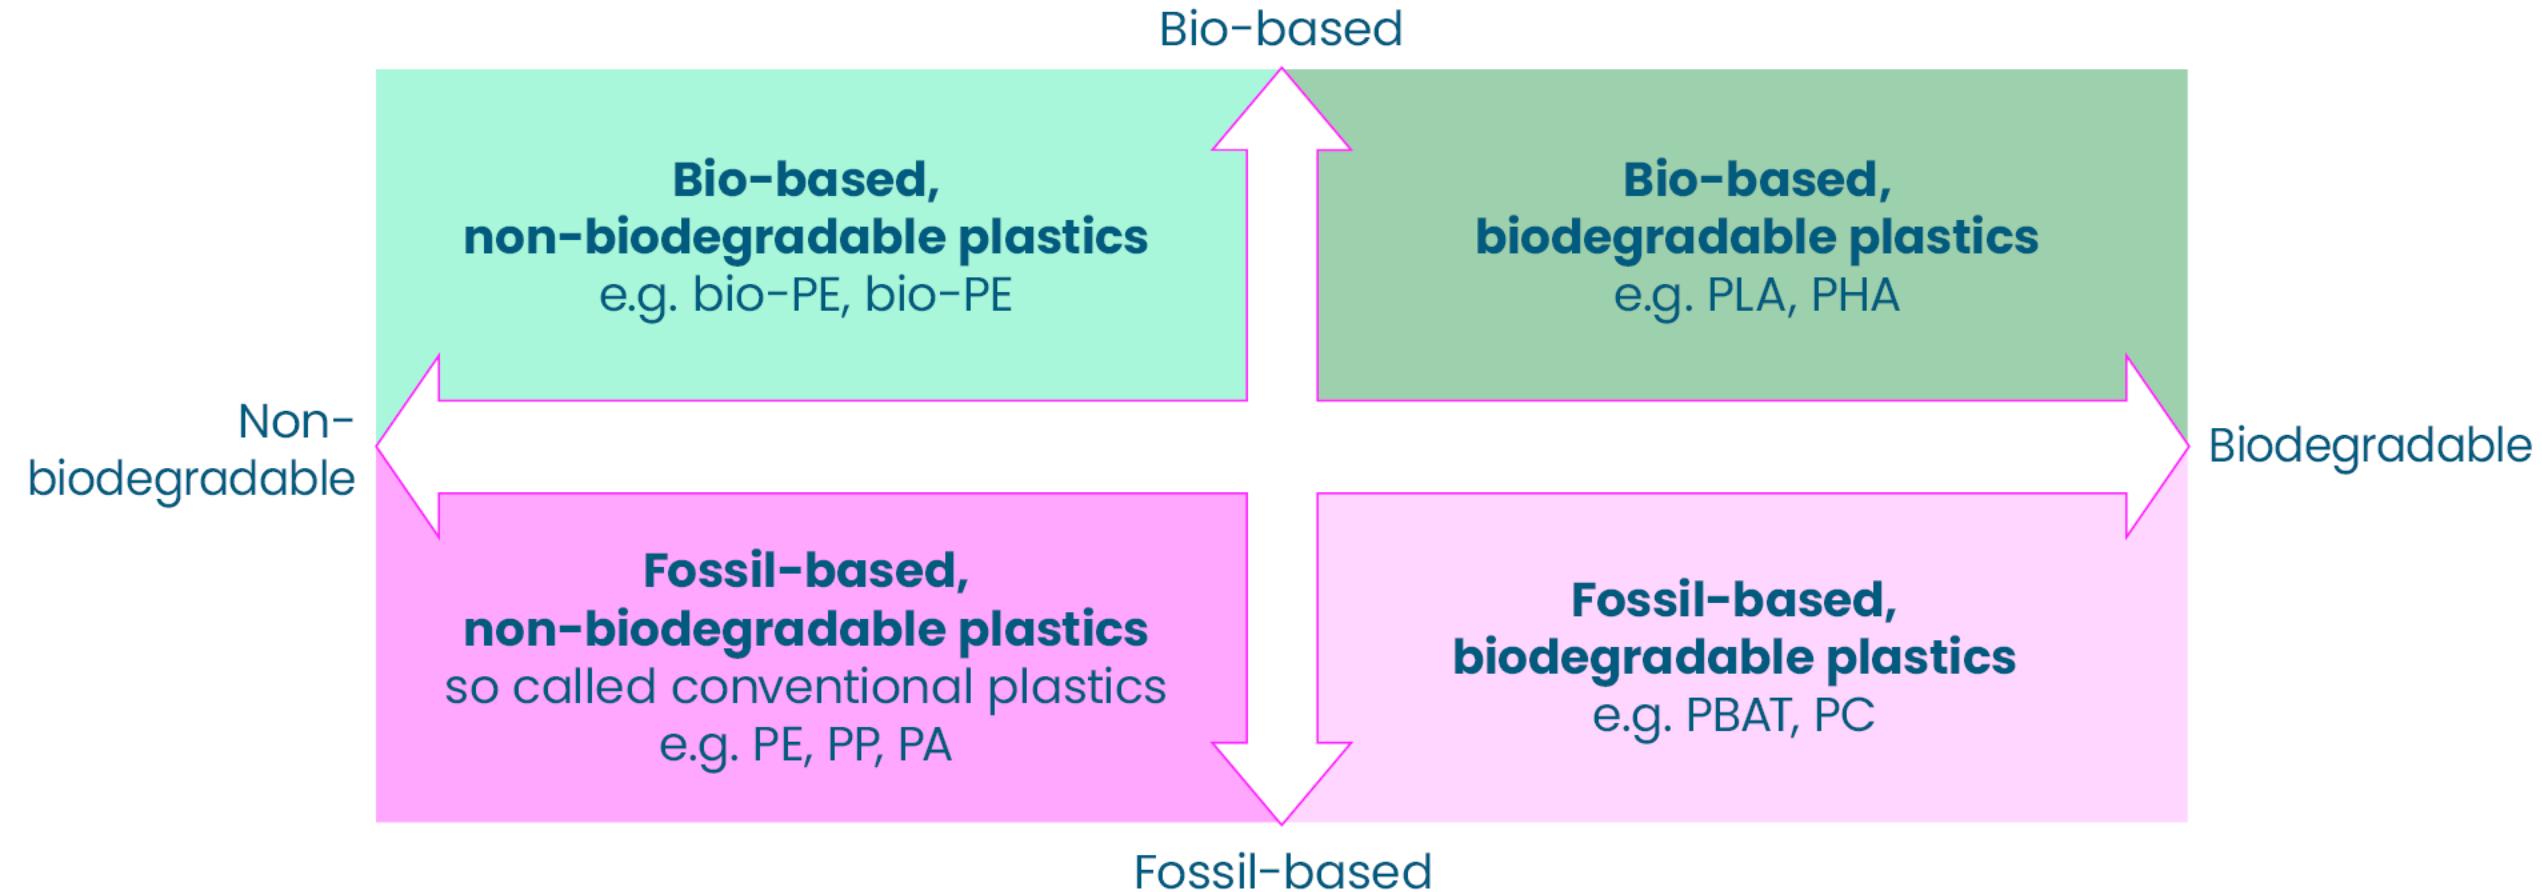 Bio-based
Bio-based,
non-biodegradable plastics
e.g. bio-PE, bio-PE
Bio-based,
biodegradable plastics
e.g. PLA, PHA
Non-
biodegradable
Biodegradable
Fossil-based,
non-biodegradable plastics
so called conventional plastics
e.g. PE, PP, PA
Fossil-based,
biodegradable plastics
e.g. PBAT, PC
Fossil-based